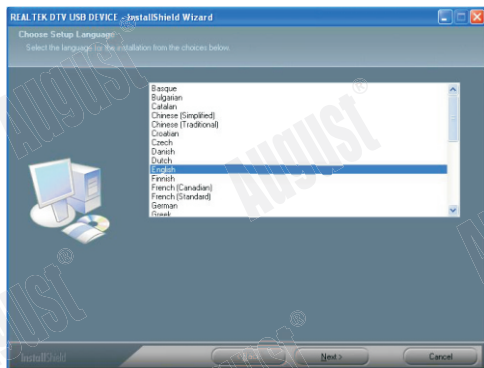 REALTEK DTV USB DEVICE - InstallShield Wizard
Choose Setup Language
Select the language for the installation from the choices below
Basque
Bulgarian
Catalan
Chinese (Simplified)
Chinese (Traditional)
Croatian
Czech
Danish
Dutch
English
Finnish
French (Canadian)
French (Standard)
German
Greek
InstallShield
Next >
Cancel
August
August
August
August